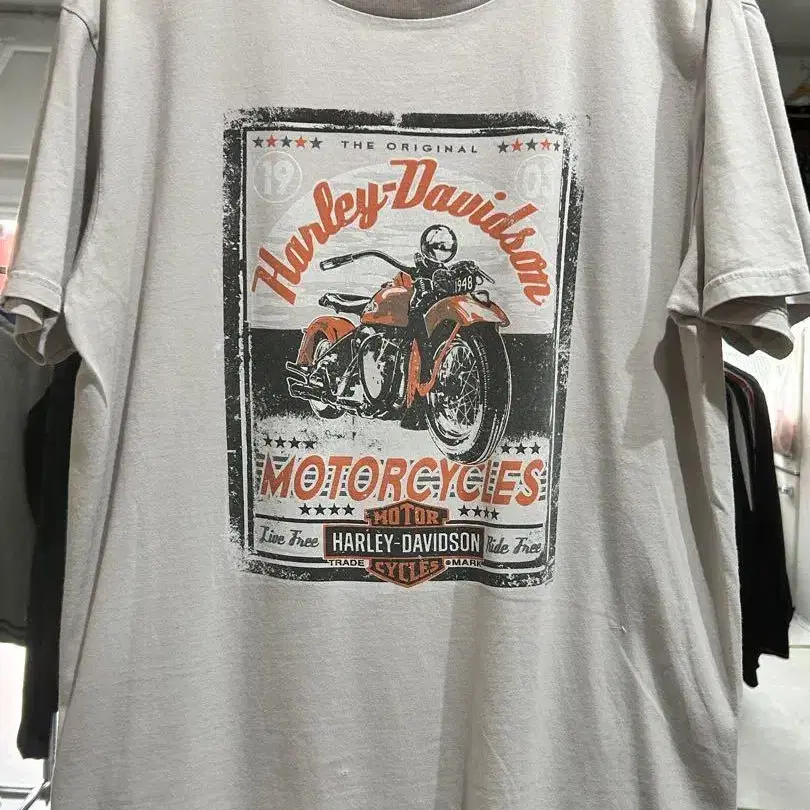 THE ORIGINAL
19 03
Harley-Davidson
1948
MOTORCYCLES
MOTOR
Live Free HARLEY-DAVIDSON Ride Free
TRADE CYCLES MARK